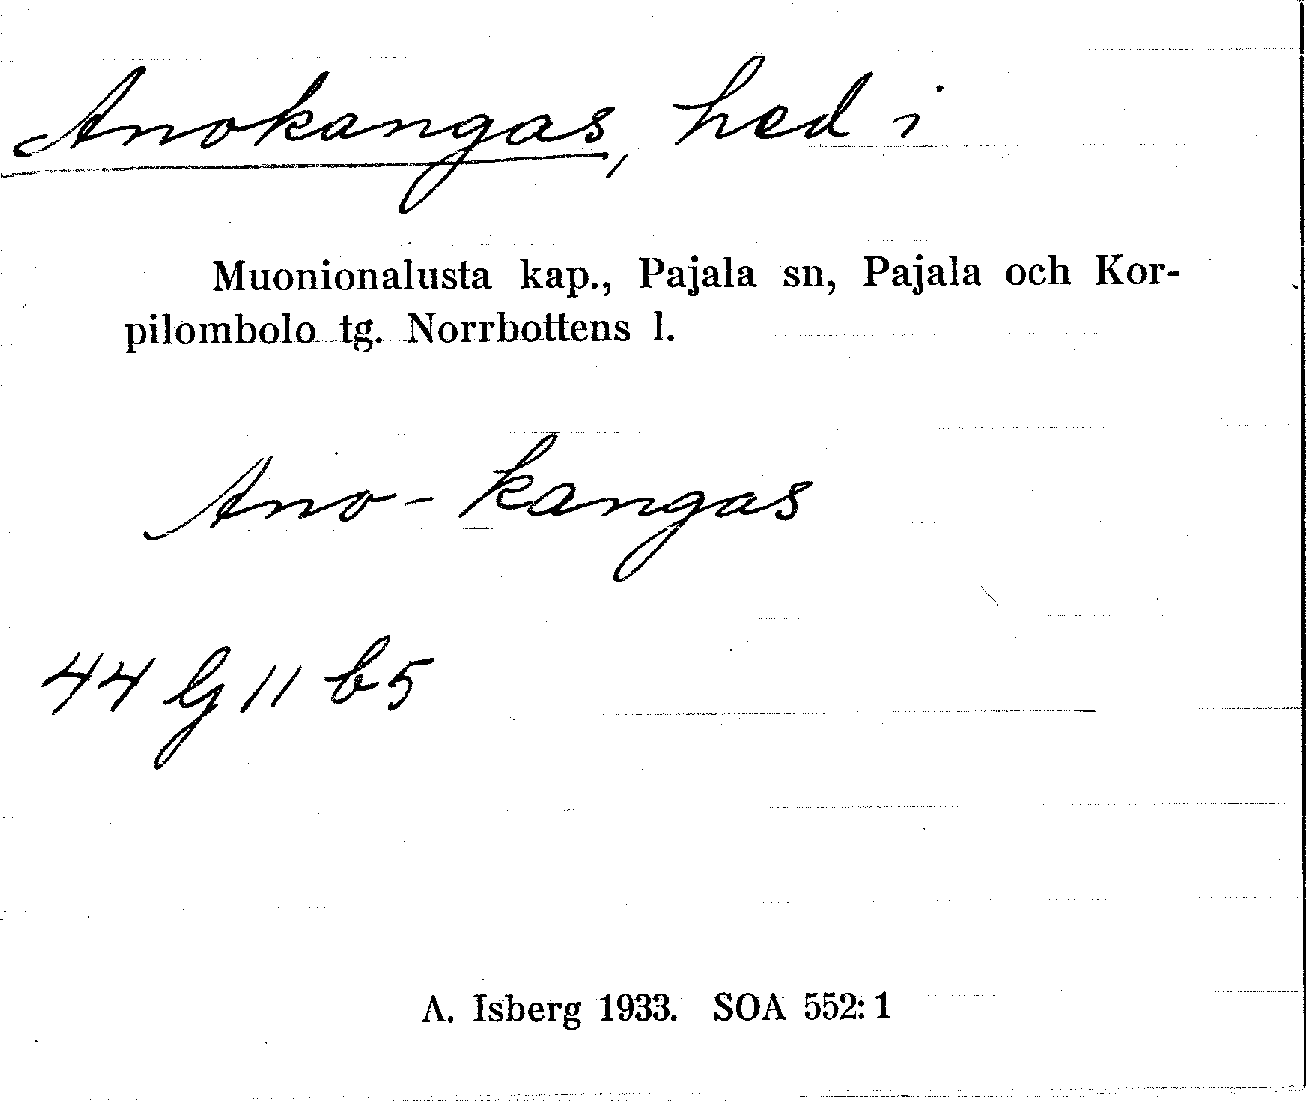 Anokangas, hed i
Muonionalusta kap., Pajala sn, Pajala och Kor-
pilombolo tg. Norrbottens l.
Ano-kangas
44 G 11 b5
A. Isberg 1933. SOA 552:1